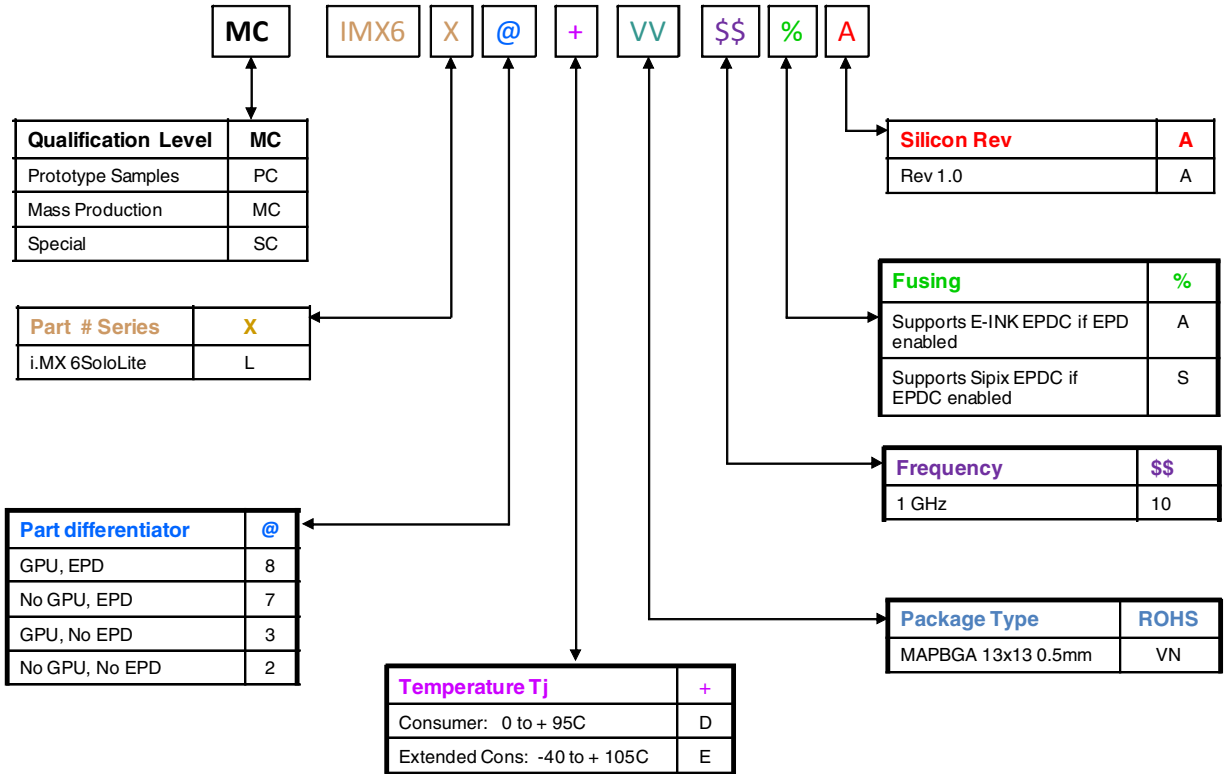 MC IMX6 X @ + VV $$ % A
Qualification Level MC
Prototype Samples PC
Mass Production MC
Special SC
Silicon Rev A
Rev 1.0 A
Part # Series X
i.MX 6SoloLite L
Fusing %
Supports E-INK EPDC if EPD
enabled A
Supports Sipix EPDC if
EPDC enabled S
Frequency $$
1 GHz 10
Part differentiator @
GPU, EPD 8
No GPU, EPD 7
GPU, No EPD 3
No GPU, No EPD 2
Package Type ROHS
MAPBGA 13x13 0.5mm VN
Temperature Tj +
Consumer: 0 to + 95C D
Extended Cons: -40 to + 105C E